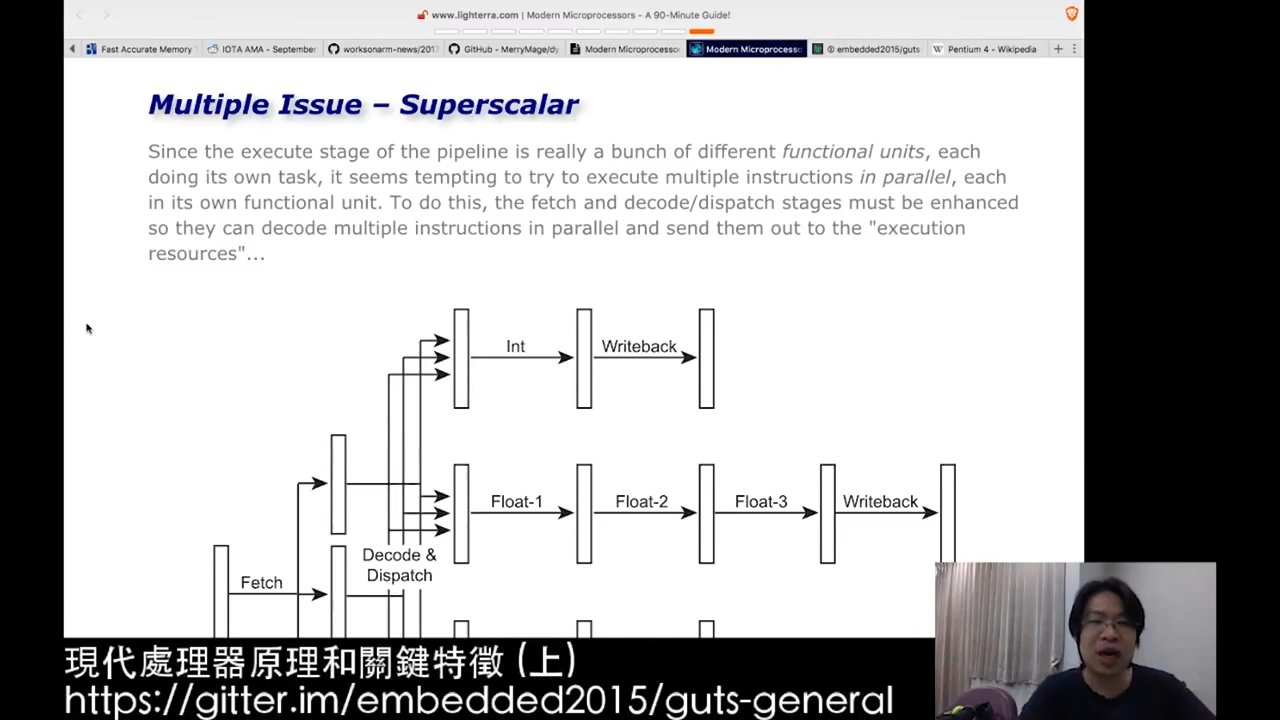 www.lighterra.com | Modern Microprocessors - A 90-Minute Guide!
Fast Accurate Memory
IOTA AMA - September
worksonarm-news/2017
GitHub - MerryMage/dy
Modern Microprocesso
Modern Microprocesso
embedded2015/guts
Pentium 4 - Wikipedia
Multiple Issue – Superscalar
Since the execute stage of the pipeline is really a bunch of different functional units, each
doing its own task, it seems tempting to try to execute multiple instructions in parallel, each
in its own functional unit. To do this, the fetch and decode/dispatch stages must be enhanced
so they can decode multiple instructions in parallel and send them out to the "execution
resources"...
Int
Writeback
Float-1
Float-2
Float-3
Writeback
Decode &
Dispatch
Fetch
現代處理器原理和關鍵特徵 (上)
https://gitter.im/embedded2015/guts-general